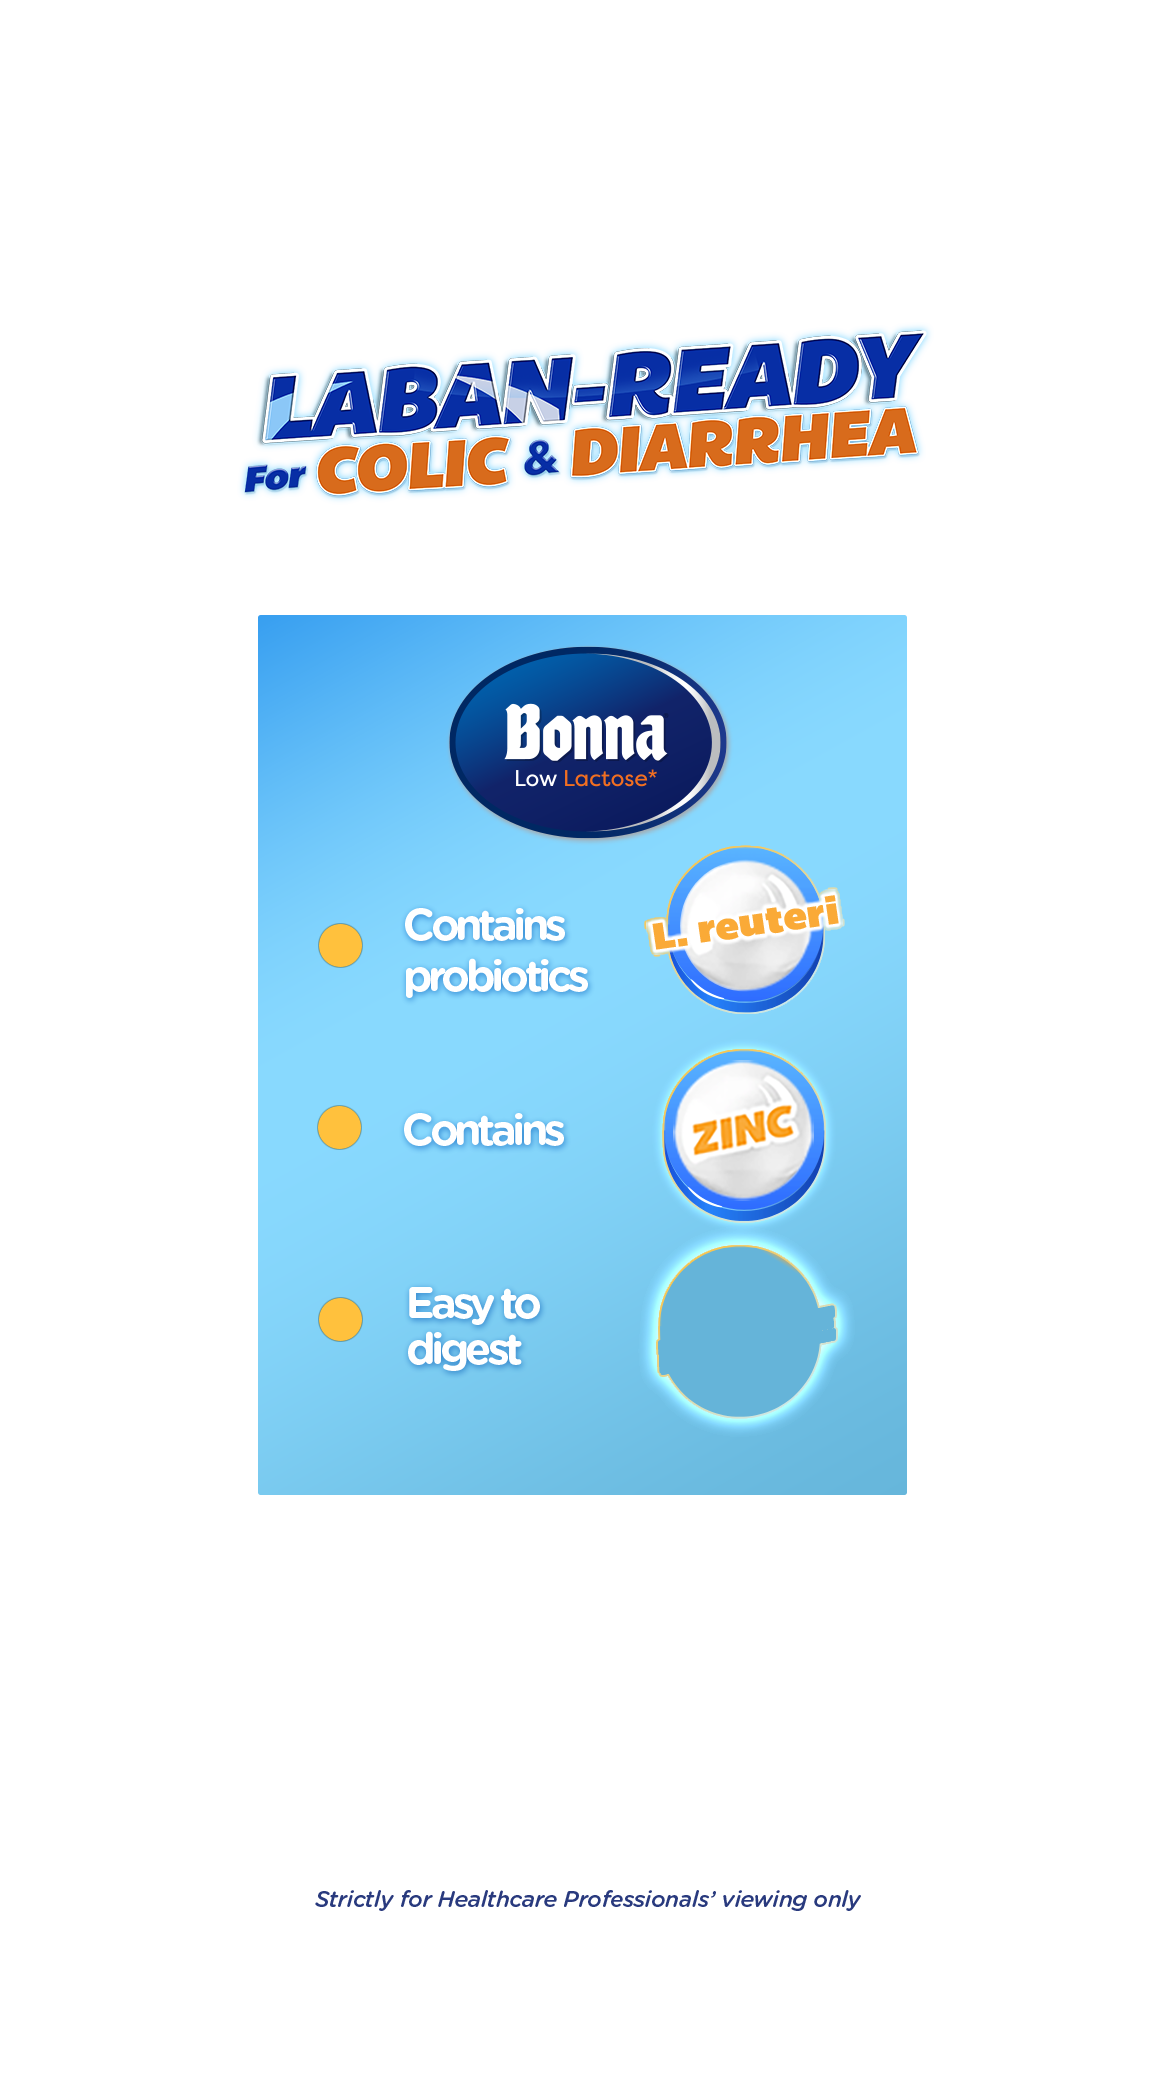 LABAN-READY
For COLIC & DIARRHEA
Bonna
Low Lactose*
Contains
probiotics
L. reuteri
Contains
ZINC
Easy to
digest
Strictly for Healthcare Professionals’ viewing only